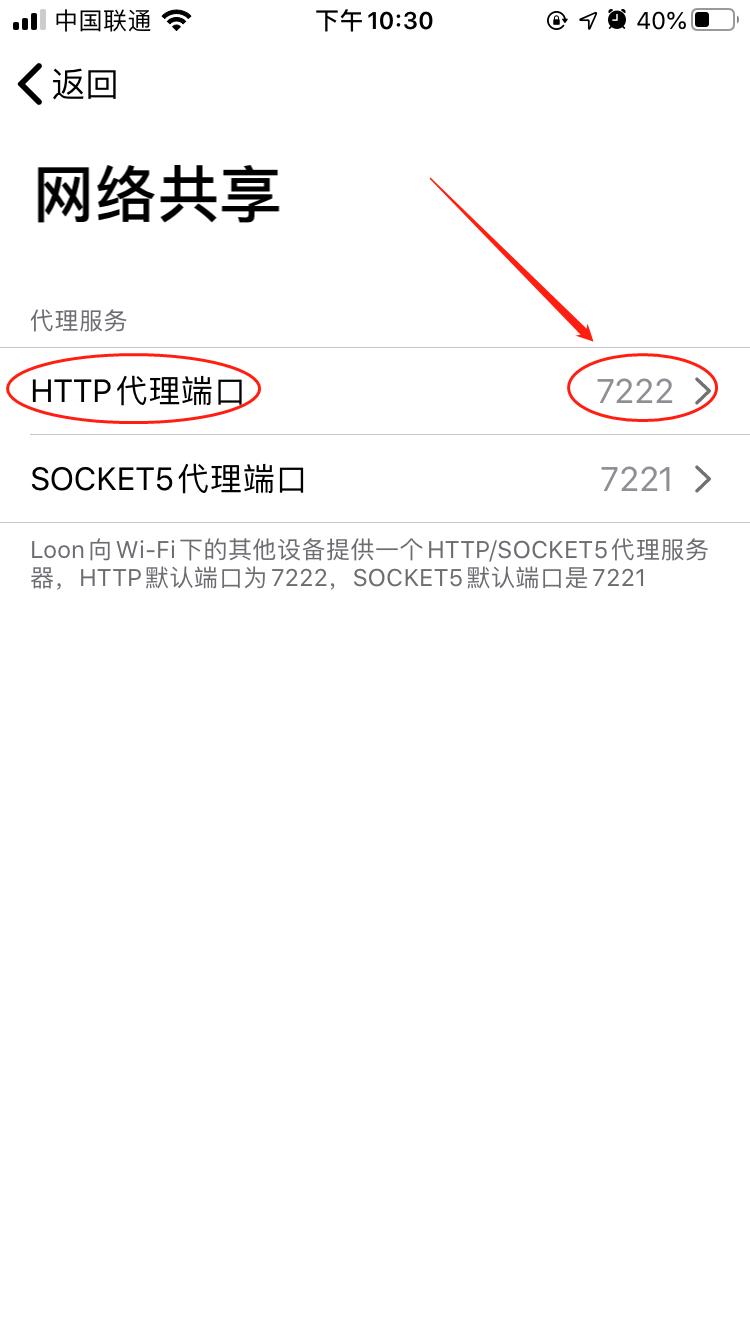 中国联通 下午10:30 40%
返回
网络共享
代理服务
HTTP代理端口 7222
SOCKET5代理端口 7221
Loon向Wi-Fi下的其他设备提供一个HTTP/SOCKET5代理服务
器，HTTP默认端口为7222，SOCKET5默认端口是7221